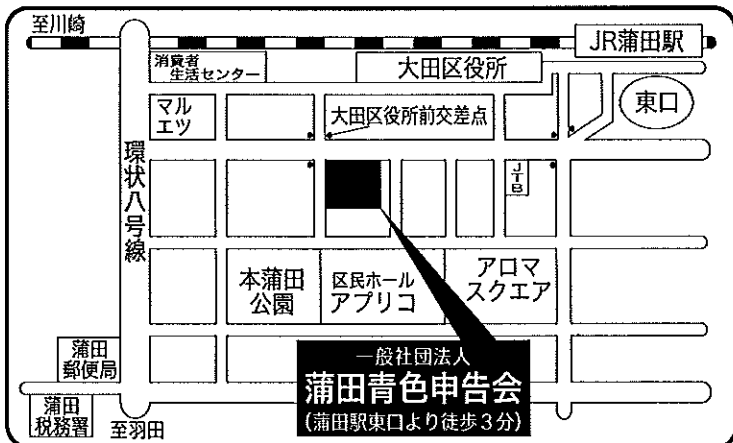 至川崎
JR蒲田駅
消費者
生活センター
大田区役所
東口
マル
エツ
大田区役所前交差点
環状八号線
JTB
本蒲田
公園
区民ホール
アプリコ
アロマ
スクエア
蒲田
郵便局
一般社団法人
蒲田青色申告会
(蒲田駅東口より徒歩3分)
蒲田
税務署
至羽田